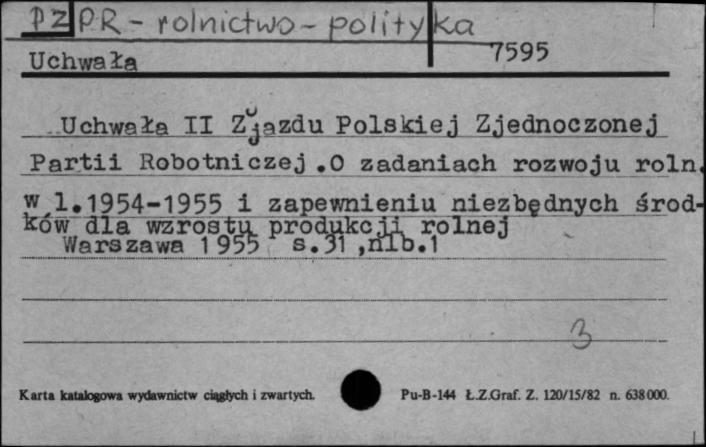 PZPR - rolnictwo - polityka
Uchwała 7595
Uchwała II Zjazdu Polskiej Zjednoczonej
Partii Robotniczej.O zadaniach rozwoju roln.
w l.1954-1955 i zapewnieniu niezbędnych środ-
ków dla wzrostu produkcji rolnej
Warszawa 1955 s.31,nlb.1
3
Karta katalogowa wydawnictw ciągłych i zwartych. Pu-B-144 Ł.Z.Graf. Z. 120/15/82 n. 638000.